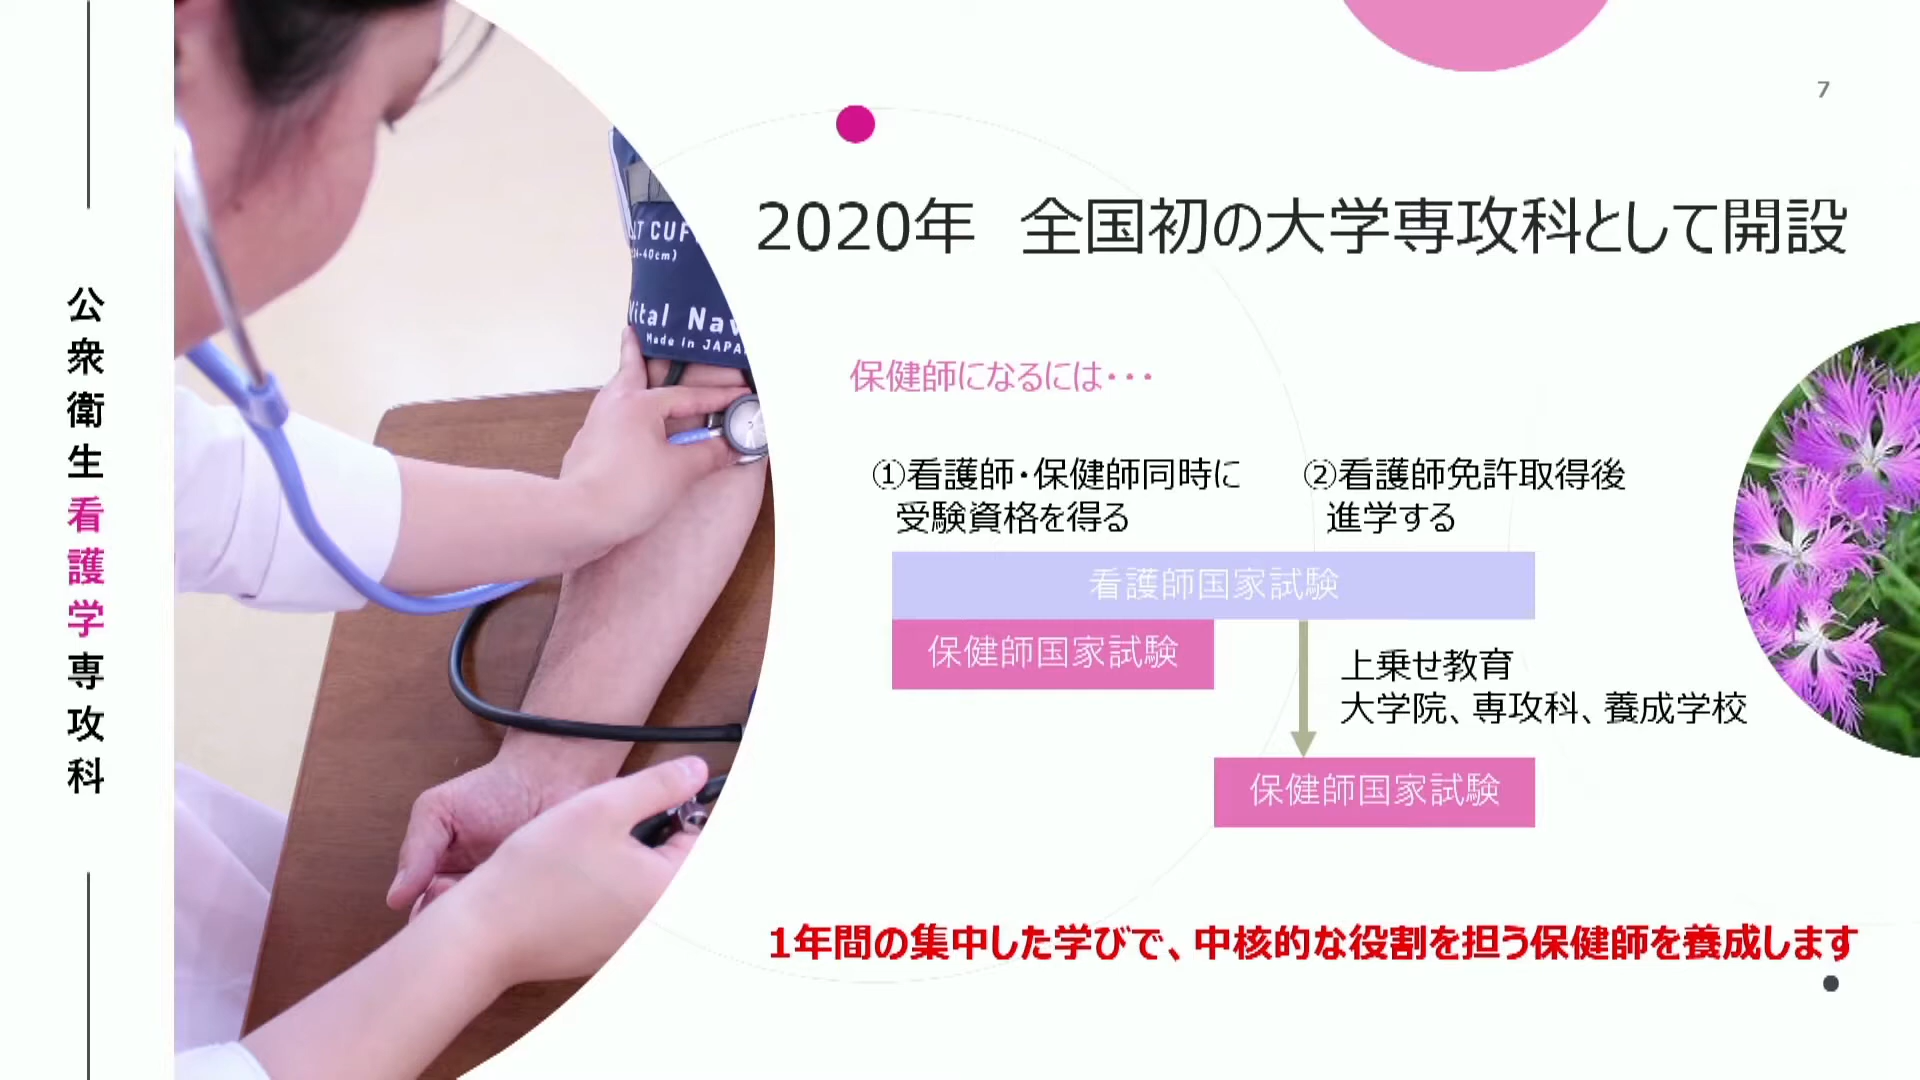 公衆衛生看護学専攻科
7
2020年 全国初の大学専攻科として開設
保健師になるには・・・
①看護師・保健師同時に
受験資格を得る
②看護師免許取得後
進学する
看護師国家試験
保健師国家試験
上乗せ教育
大学院、専攻科、養成学校
保健師国家試験
1年間の集中した学びで、中核的な役割を担う保健師を養成します
LT CUF
24-40cm)
Vital Nav
Made in JAPA